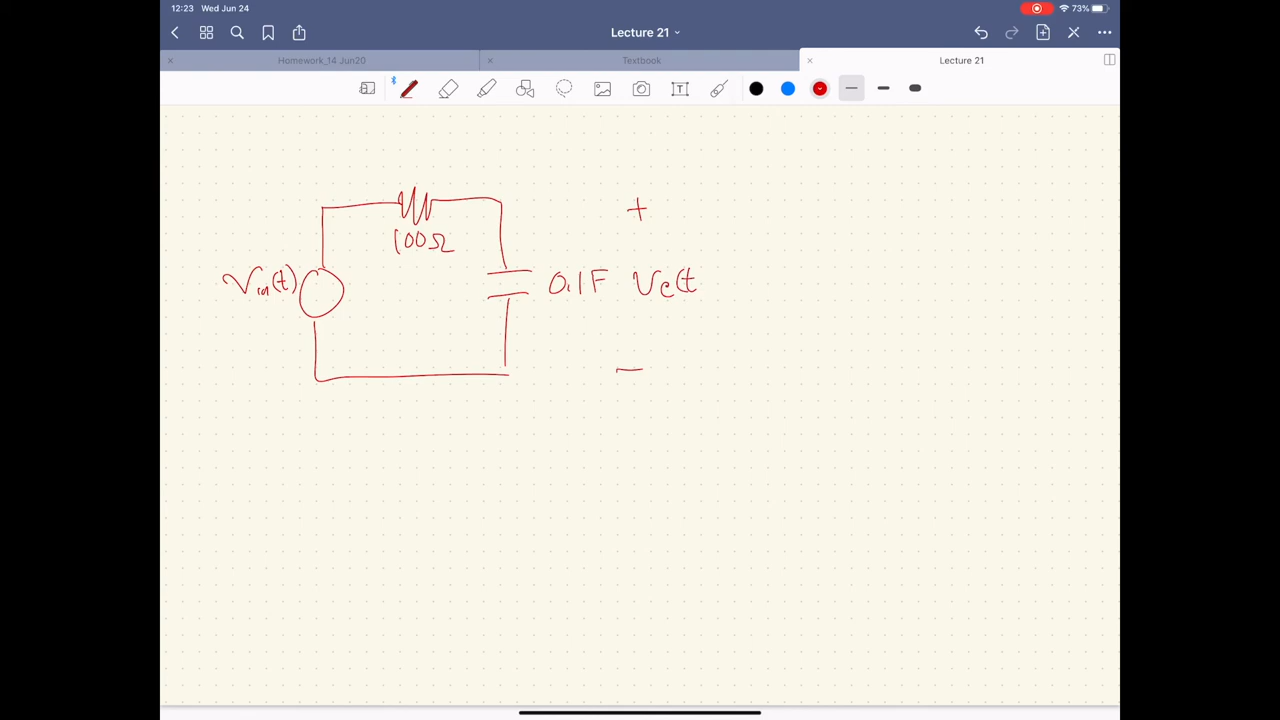 12:23 Wed Jun 24
73%
Lecture 21
Homework_14 Jun20
Textbook
Lecture 21
T
+
100Ω
Vin(t)
0.1F Vc(t
−